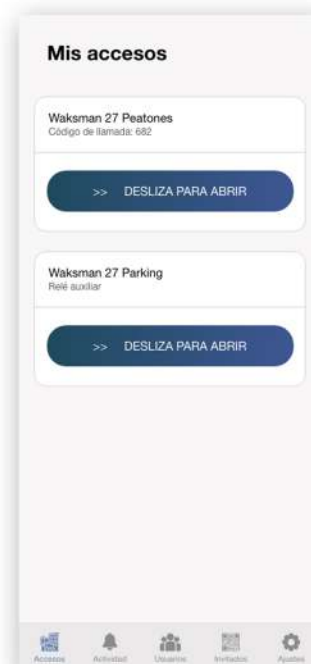 Mis accesos
Waksman 27 Peatones
Código de llamada: 682
>> DESLIZA PARA ABRIR
Waksman 27 Parking
Relé auxiliar
>> DESLIZA PARA ABRIR
Accesos Actividad Usuarios Invitados Ajustes